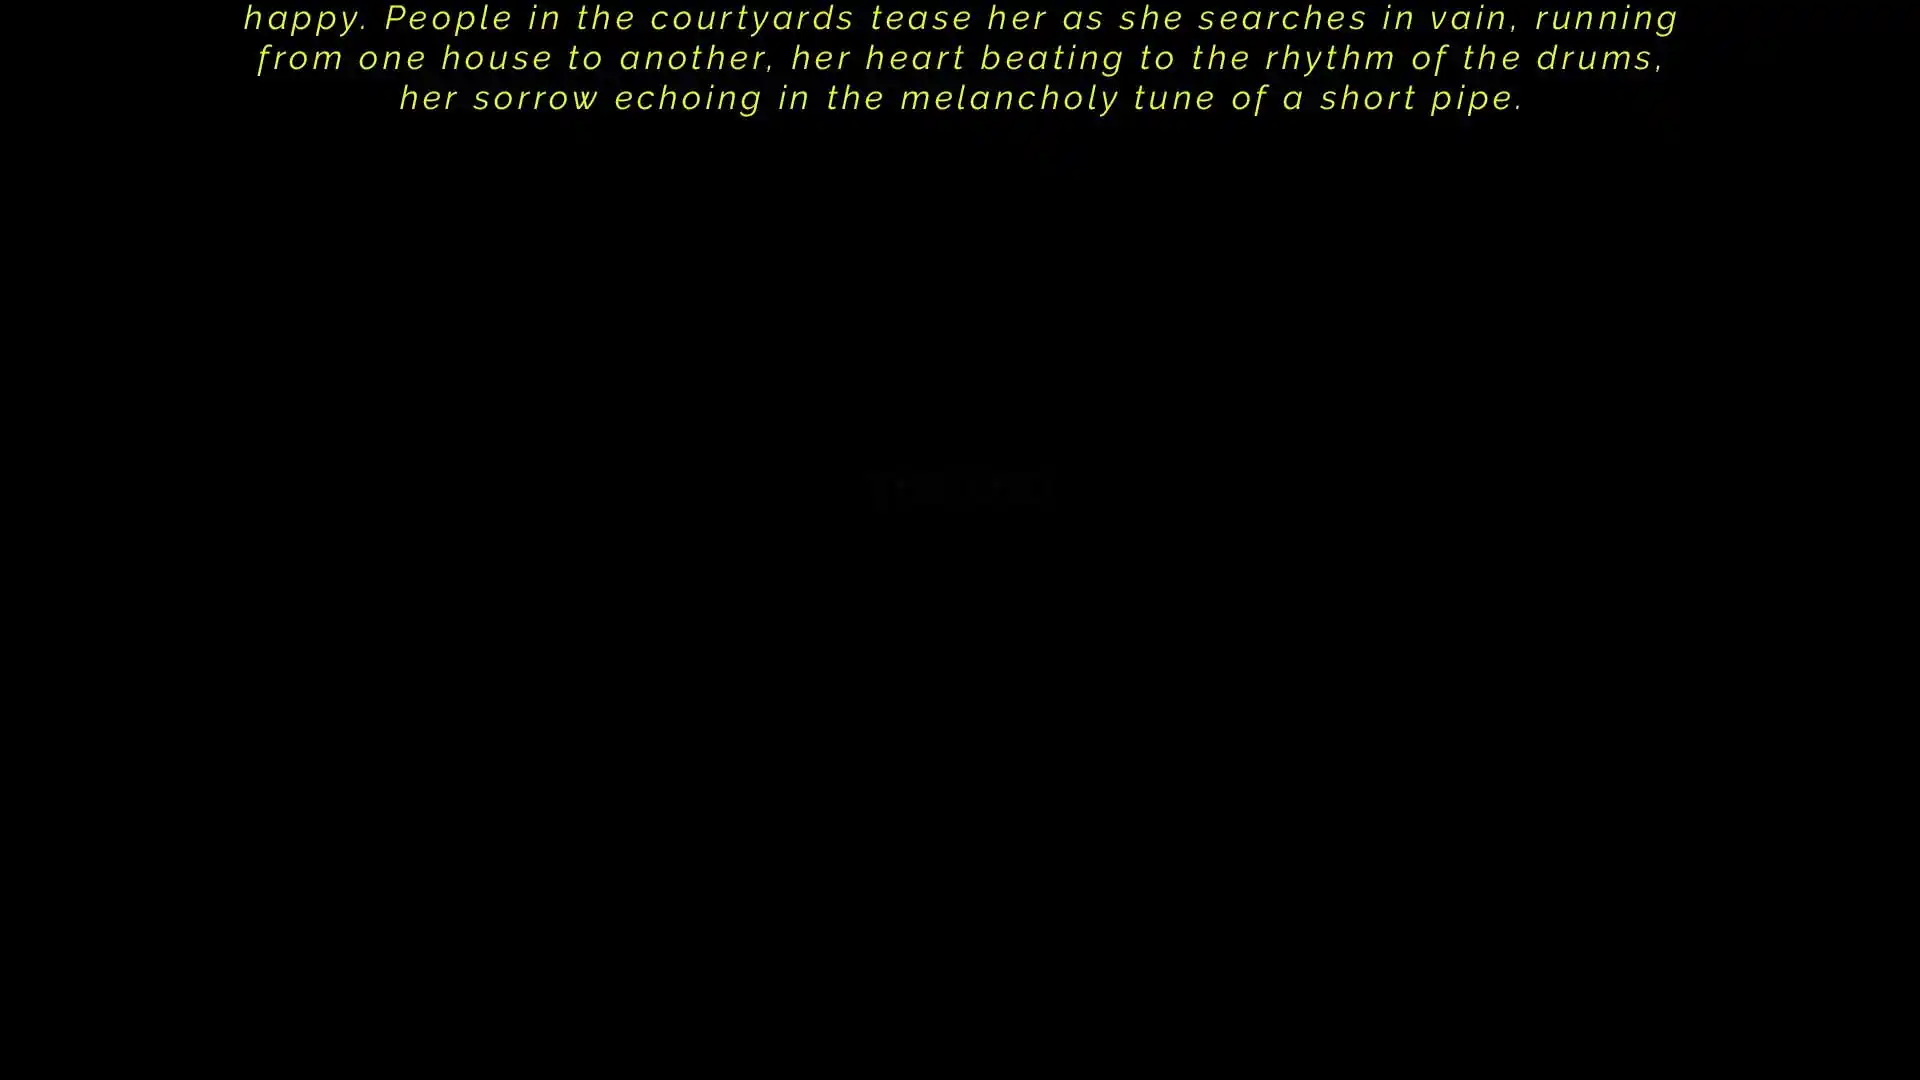 happy. People in the courtyards tease her as she searches in vain, running
from one house to another, her heart beating to the rhythm of the drums,
her sorrow echoing in the melancholy tune of a short pipe.